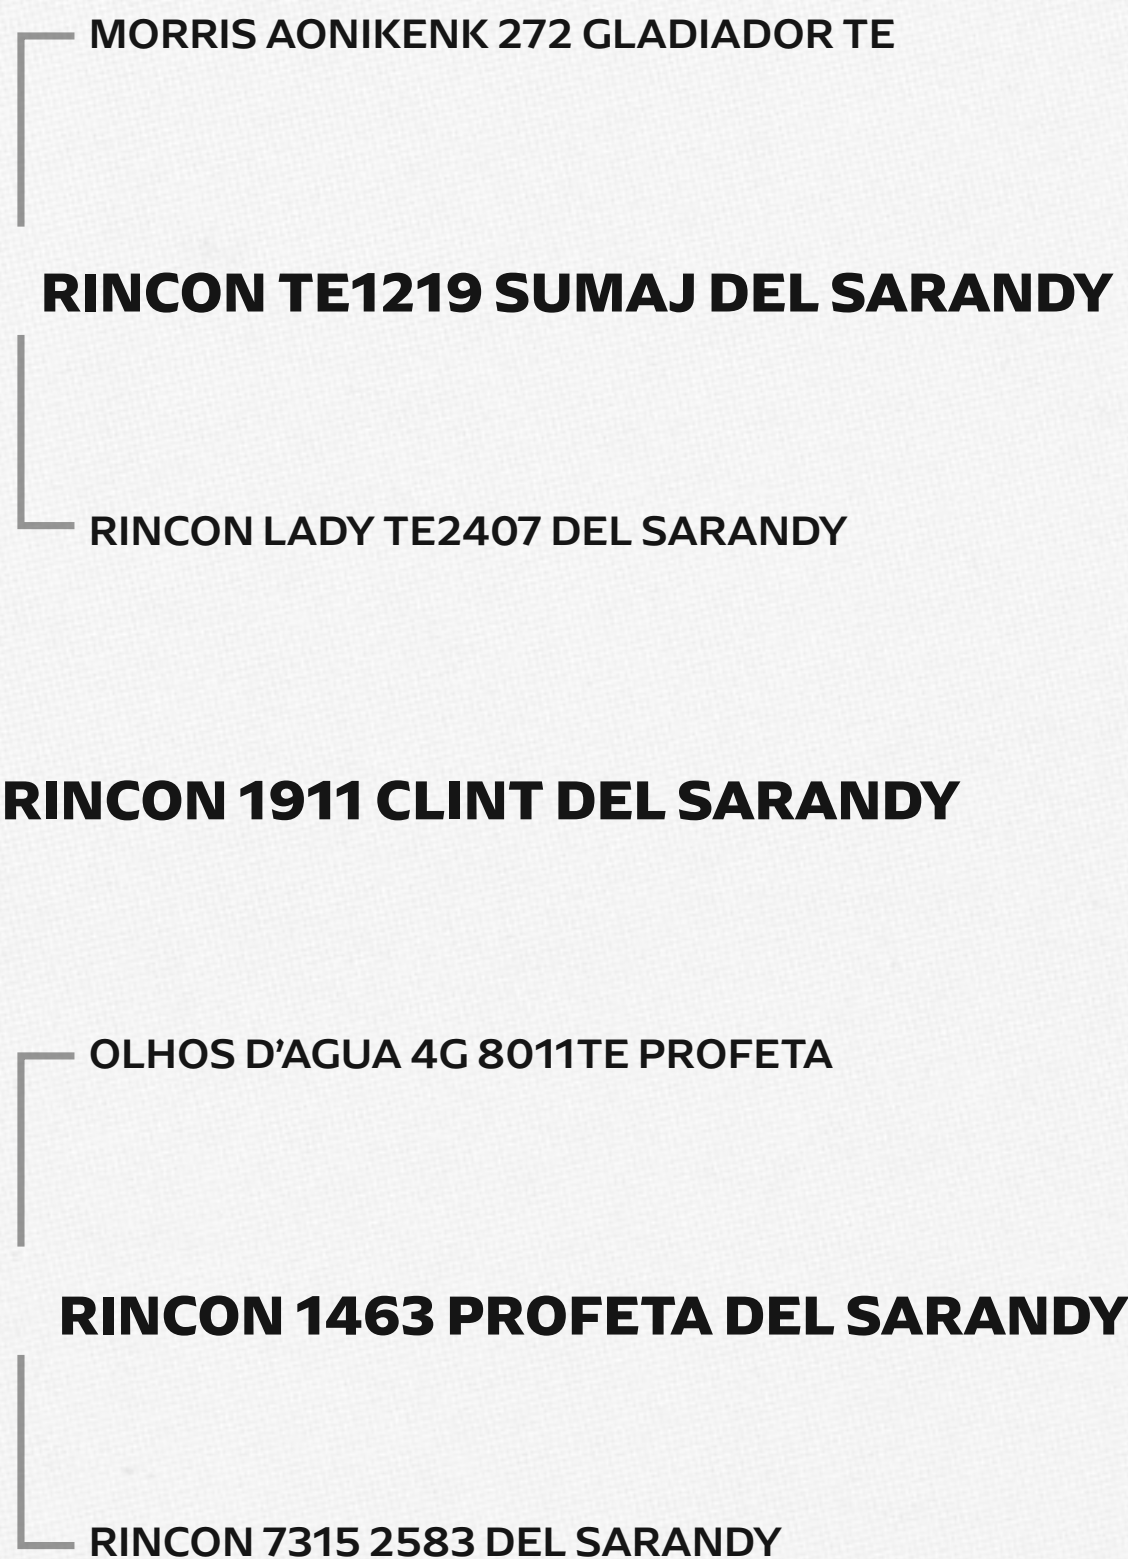 MORRIS AONIKENK 272 GLADIADOR TE
RINCON TE1219 SUMAJ DEL SARANDY
RINCON LADY TE2407 DEL SARANDY
RINCON 1911 CLINT DEL SARANDY
OLHOS D’AGUA 4G 8011TE PROFETA
RINCON 1463 PROFETA DEL SARANDY
RINCON 7315 2583 DEL SARANDY